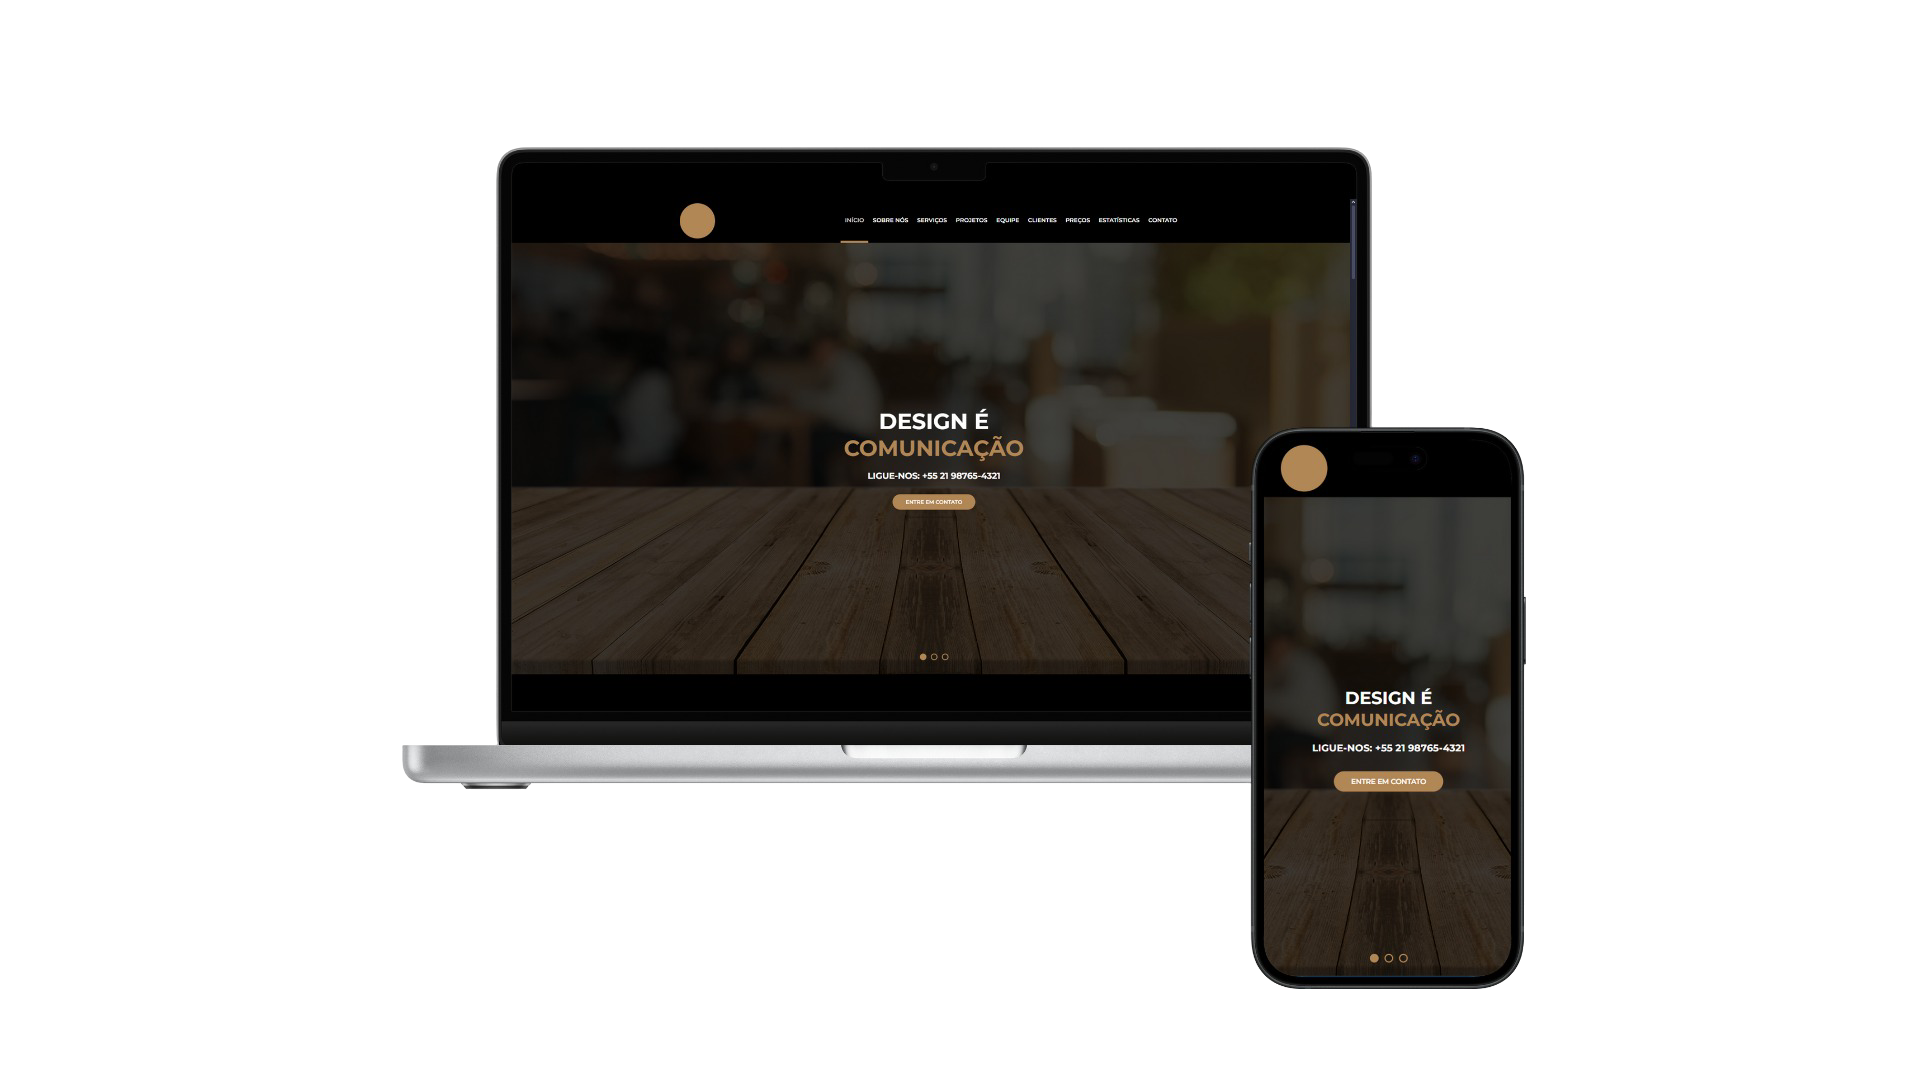 INÍCIO SOBRE NÓS SERVIÇOS PROJETOS EQUIPE CLIENTES PREÇOS ESTATÍSTICAS CONTATO
DESIGN É
COMUNICAÇÃO
LIGUE-NOS: +55 21 98765-4321
ENTRE EM CONTATO
DESIGN É
COMUNICAÇÃO
LIGUE-NOS: +55 21 98765-4321
ENTRE EM CONTATO